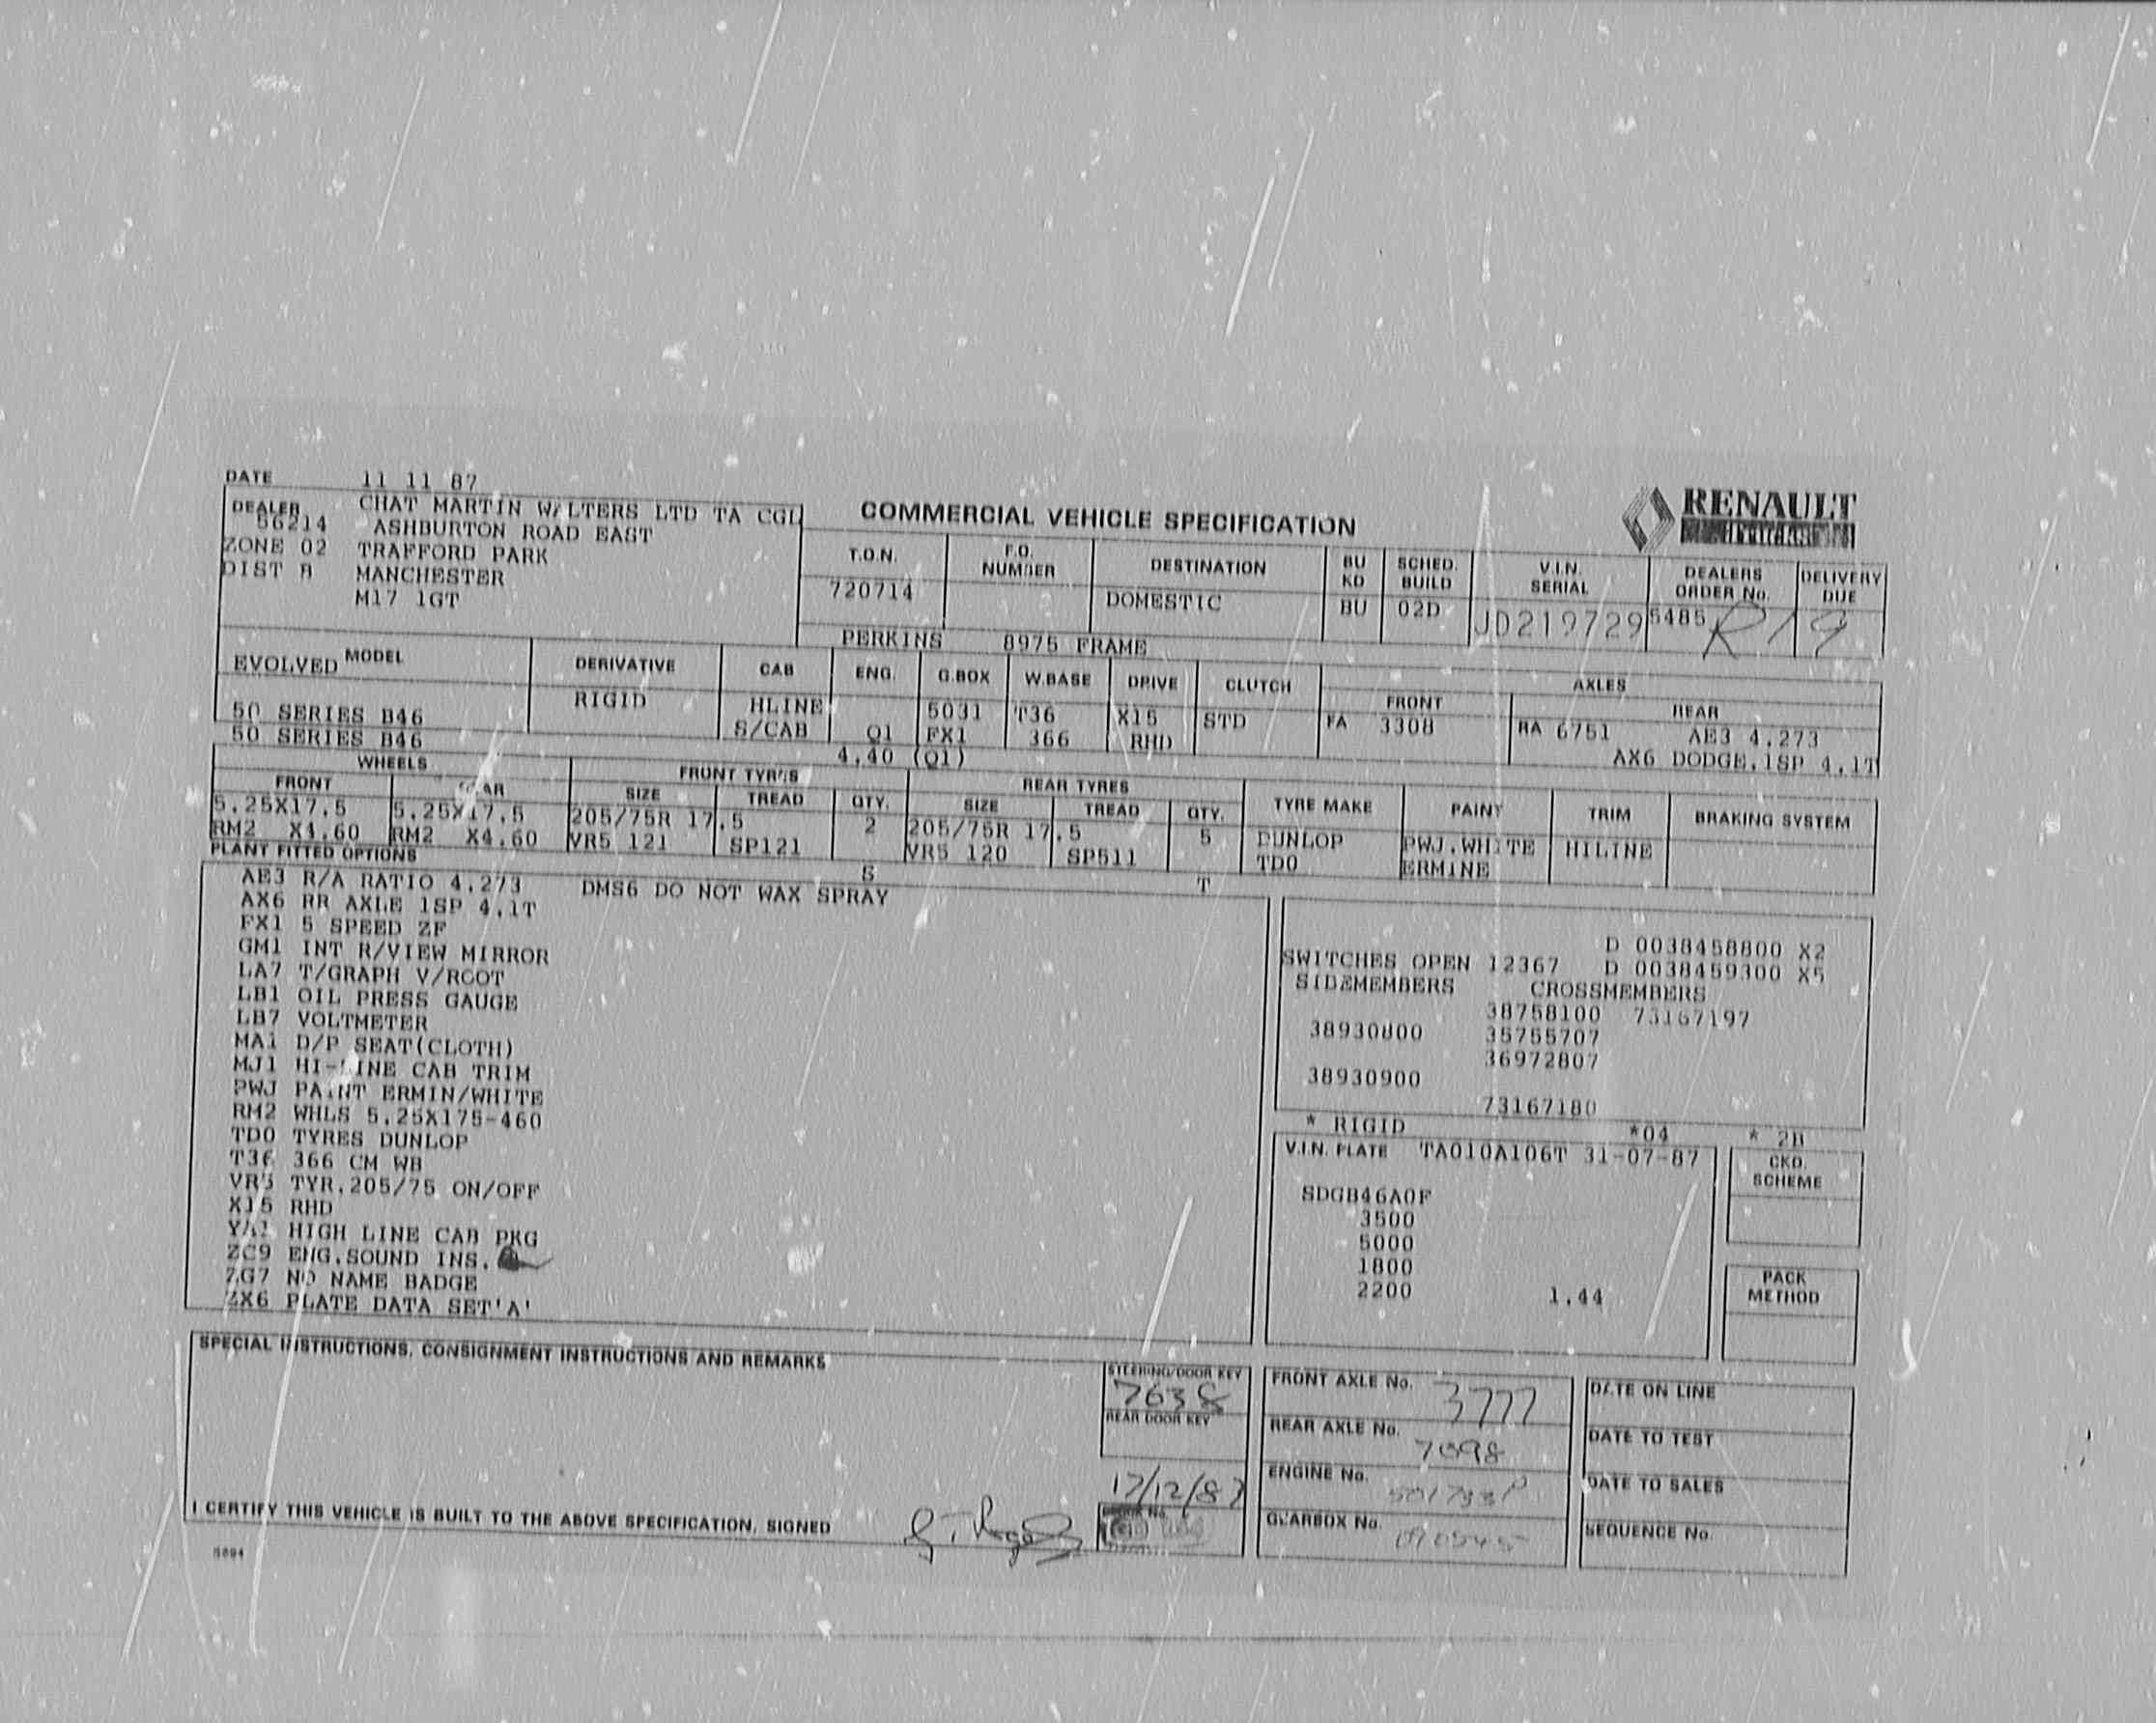 DATE 11 11 87
DEALER CHAT MARTIN WALTERS LTD TA CGL
56214 ASHBURTON ROAD EAST
ZONE 02 TRAFFORD PARK
DIST B MANCHESTER
M17 1GT
COMMERCIAL VEHICLE SPECIFICATION
RENAULT
T.O.N. F.O. NUMBER DESTINATION BU KD SCHED. BUILD V.I.N. SERIAL DEALERS ORDER No. DELIVERY DUE
720714 DOMESTIC BU 02D JD219729 5485 R19
PERKINS 8975 FRAME
EVOLVED MODEL DERIVATIVE CAB ENG. G.BOX W.BASE DRIVE CLUTCH AXLES
FRONT REAR
50 SERIES B46 RIGID HLINE 5031 T36 X15 STD FA 3308 RA 6751 AE3 4.273
50 SERIES B46 S/CAB Q1 FX1 366 RHD AX6 DODGE.1SP 4.1T
4.40 (Q1)
WHEELS FRONT TYRES REAR TYRES
FRONT REAR SIZE TREAD QTY. SIZE TREAD QTY. TYRE MAKE PAINT TRIM BRAKING SYSTEM
5.25X17.5 5.25X17.5 205/75R 17.5 2 205/75R 17.5 5 DUNLOP PWJ.WHITE HILINE
RM2 X4.60 RM2 X4.60 VR5 121 SP121 VR5 120 SP511 TD0 ERMINE
PLANT FITTED OPTIONS S T
AE3 R/A RATIO 4.273 DMS6 DO NOT WAX SPRAY
AX6 RR AXLE 1SP 4.1T
FX1 5 SPEED ZF
GM1 INT R/VIEW MIRROR
LA7 T/GRAPH V/ROOT
LB1 OIL PRESS GAUGE
LB7 VOLTMETER
MA1 D/P SEAT(CLOTH)
MJ1 HI-LINE CAB TRIM
PWJ PAINT ERMIN/WHITE
RM2 WHLS 5.25X175-460
TD0 TYRES DUNLOP
T36 366 CM WB
VR5 TYR.205/75 ON/OFF
X15 RHD
YA1 HIGH LINE CAB PKG
ZC9 ENG.SOUND INS.
ZG7 NO NAME BADGE
ZX6 PLATE DATA SET'A'
D 0038458800 X2
SWITCHES OPEN 12367 D 0038459300 X5
SIDEMEMBERS CROSSMEMBERS
38758100 73167197
38930800 35755707
36972807
38930900
73167180
* RIGID *04 * 2B
V.I.N. PLATE TA010A106T 31-07-87
SDGB46A0F
3500
5000
1800
2200 1.44
CKD. SCHEME
PACK METHOD
SPECIAL INSTRUCTIONS, CONSIGNMENT INSTRUCTIONS AND REMARKS
STEERING/DOOR KEY
7638
REAR DOOR KEY
17/12/87
FRONT AXLE No. 3777
REAR AXLE No. 7098
ENGINE No.
GEARBOX No.
DATE ON LINE
DATE TO TEST
DATE TO SALES
SEQUENCE No.
I CERTIFY THIS VEHICLE IS BUILT TO THE ABOVE SPECIFICATION, SIGNED